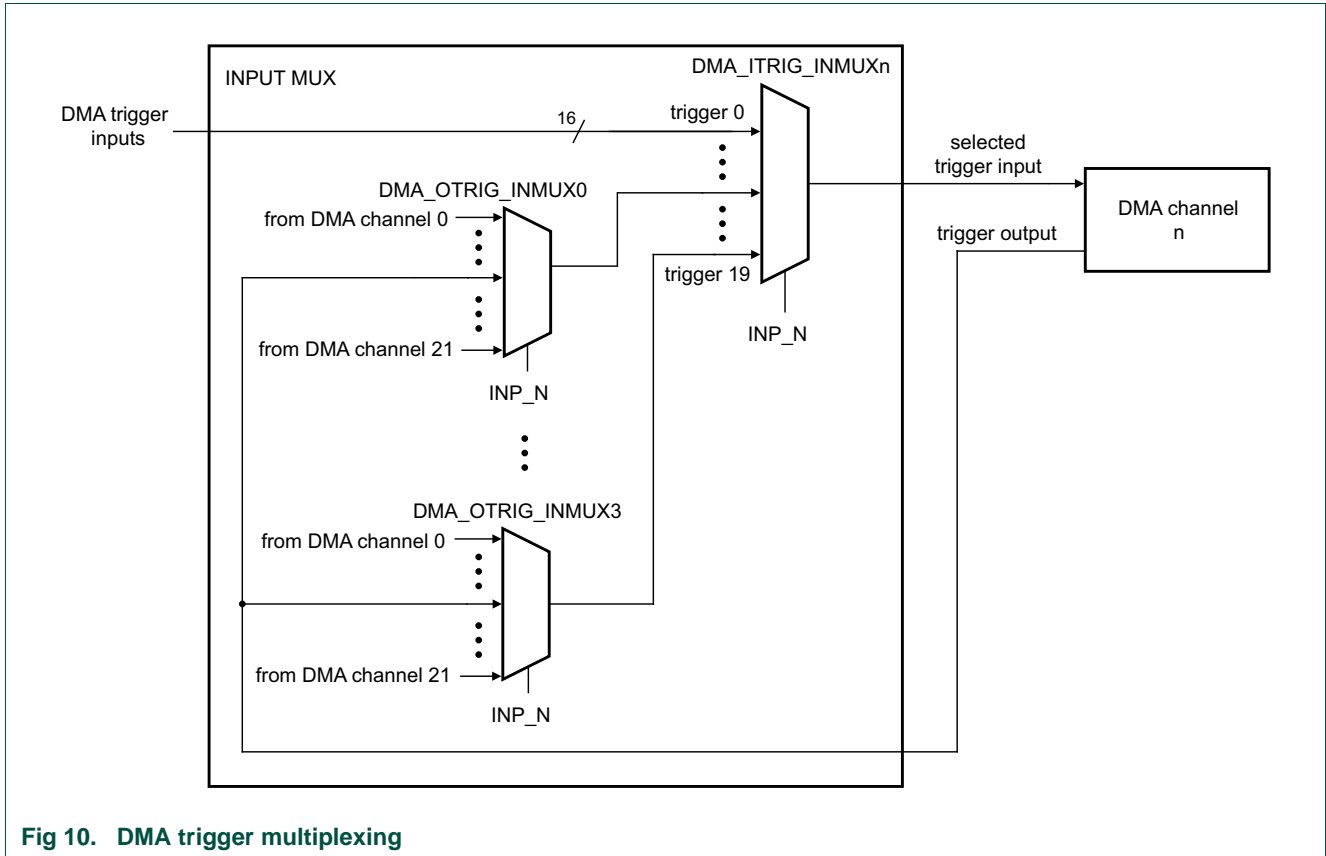 INPUT MUX
DMA_ITRIG_INMUXn
DMA trigger
inputs
16
trigger 0
selected
trigger input
DMA_OTRIG_INMUX0
from DMA channel 0
DMA channel
n
trigger output
trigger 19
INP_N
from DMA channel 21
INP_N
DMA_OTRIG_INMUX3
from DMA channel 0
from DMA channel 21
INP_N
Fig 10. DMA trigger multiplexing